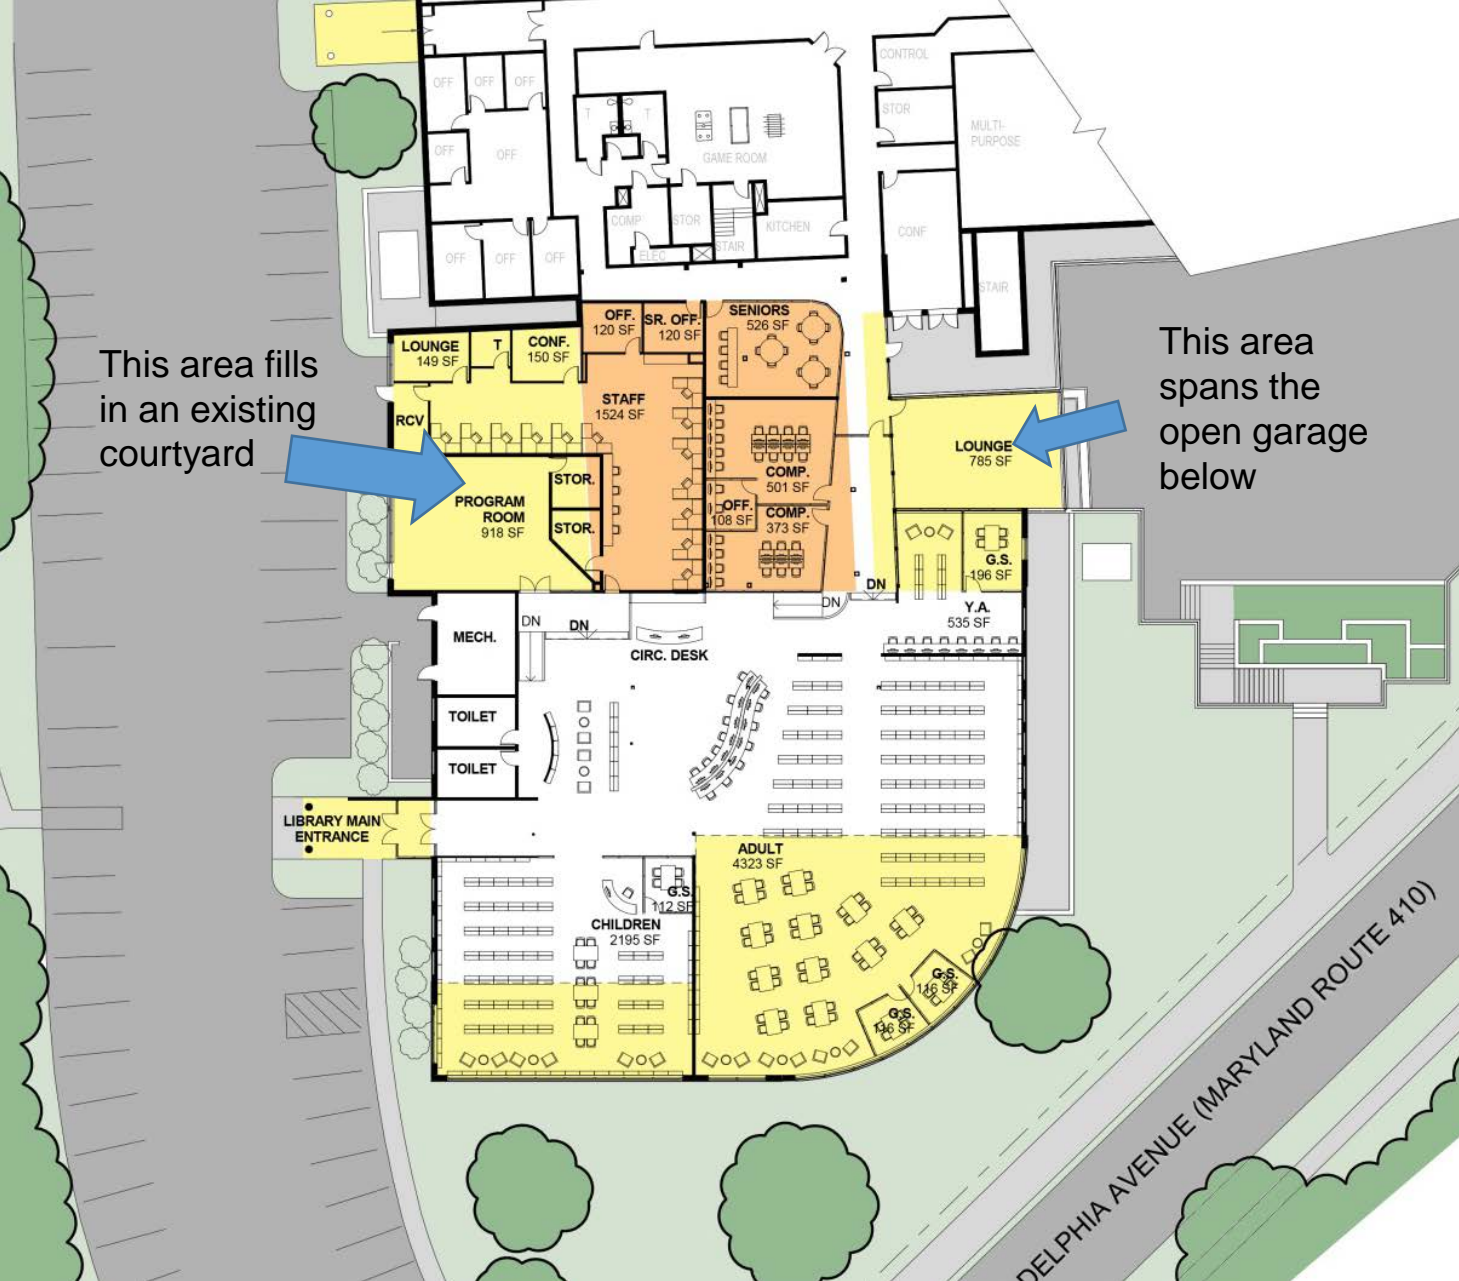 CONTROL
OFF
OFF
OFF
STOR
T
T
MULTI-
PURPOSE
OFF
OFF
GAME ROOM
COMP
STOR
KITCHEN
CONF
STAIR
ELEC
OFF
OFF
OFF
STAIR
This area fills
in an existing
courtyard
LOUNGE
149 SF
T
CONF.
150 SF
OFF.
120 SF
SR. OFF.
120 SF
SENIORS
526 SF
This area
spans the
open garage
below
STAFF
1524 SF
RCV
LOUNGE
785 SF
COMP.
501 SF
STOR.
PROGRAM
ROOM
918 SF
OFF.
108 SF
COMP.
373 SF
STOR.
G.S.
196 SF
DN
DN
Y.A.
535 SF
DN
DN
MECH.
CIRC. DESK
TOILET
TOILET
LIBRARY MAIN
ENTRANCE
ADULT
4323 SF
G.S.
112 SF
CHILDREN
2195 SF
G.S.
116 SF
G.S.
116 SF
DELPHIA AVENUE (MARYLAND ROUTE 410)